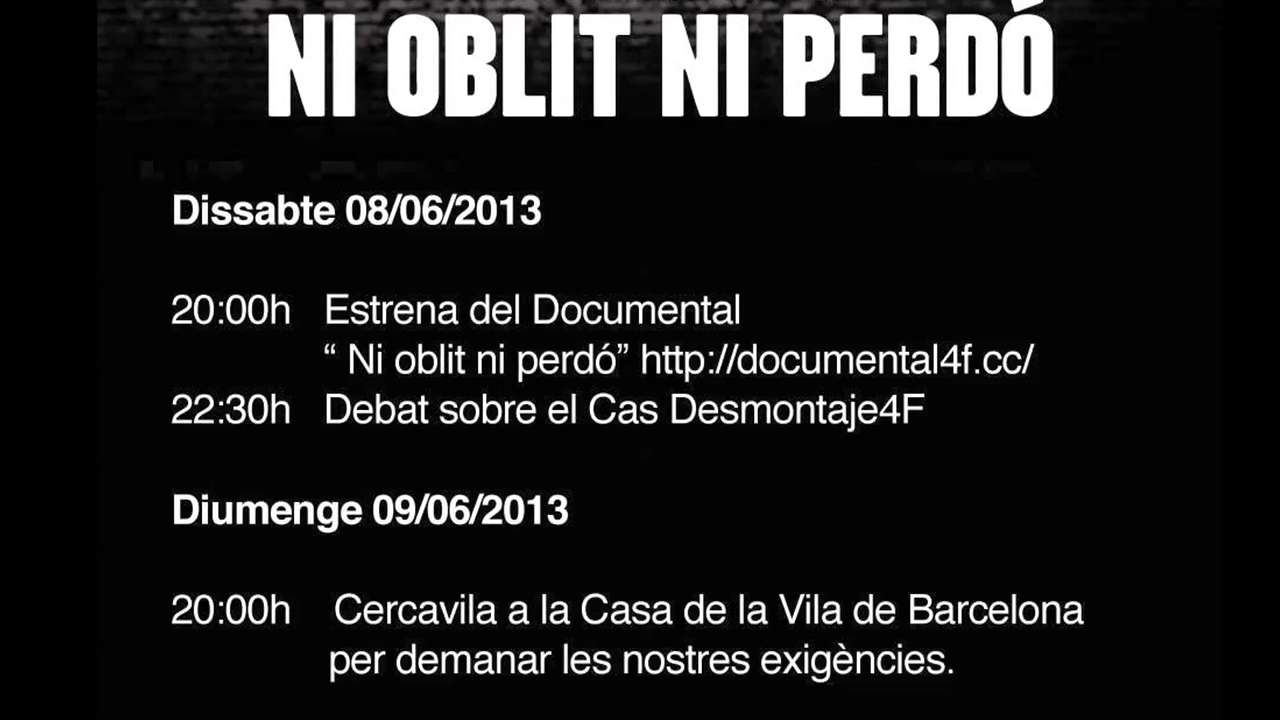 NI OBLIT NI PERDÓ
Dissabte 08/06/2013
20:00h Estrena del Documental
“ Ni oblit ni perdó” http://documental4f.cc/
22:30h Debat sobre el Cas Desmontaje4F
Diumenge 09/06/2013
20:00h Cercavila a la Casa de la Vila de Barcelona
per demanar les nostres exigències.